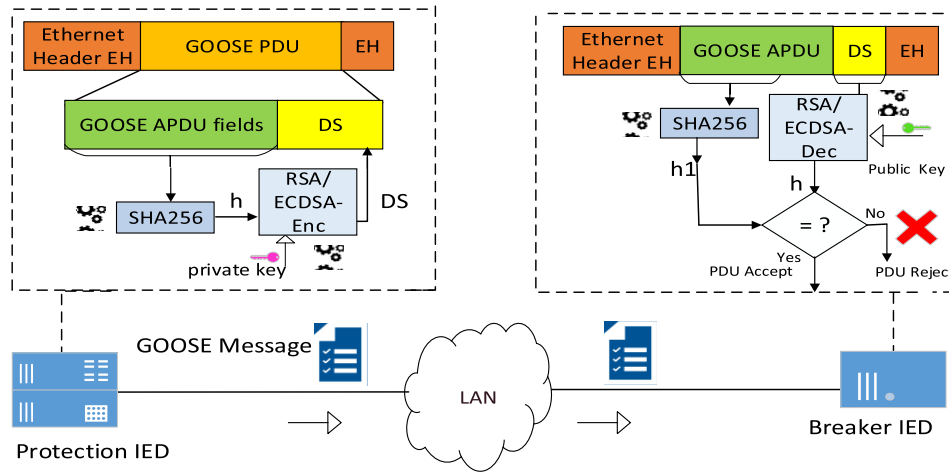 Ethernet
Header EH
GOOSE PDU
EH
GOOSE APDU fields
DS
SHA256
h
RSA/
ECDSA-
Enc
DS
private key
Ethernet
Header EH
GOOSE APDU
DS
EH
SHA256
RSA/
ECDSA-
Dec
Public Key
h1
h
= ?
No
Yes
PDU Accept
PDU Rejec
GOOSE Message
LAN
Protection IED
Breaker IED